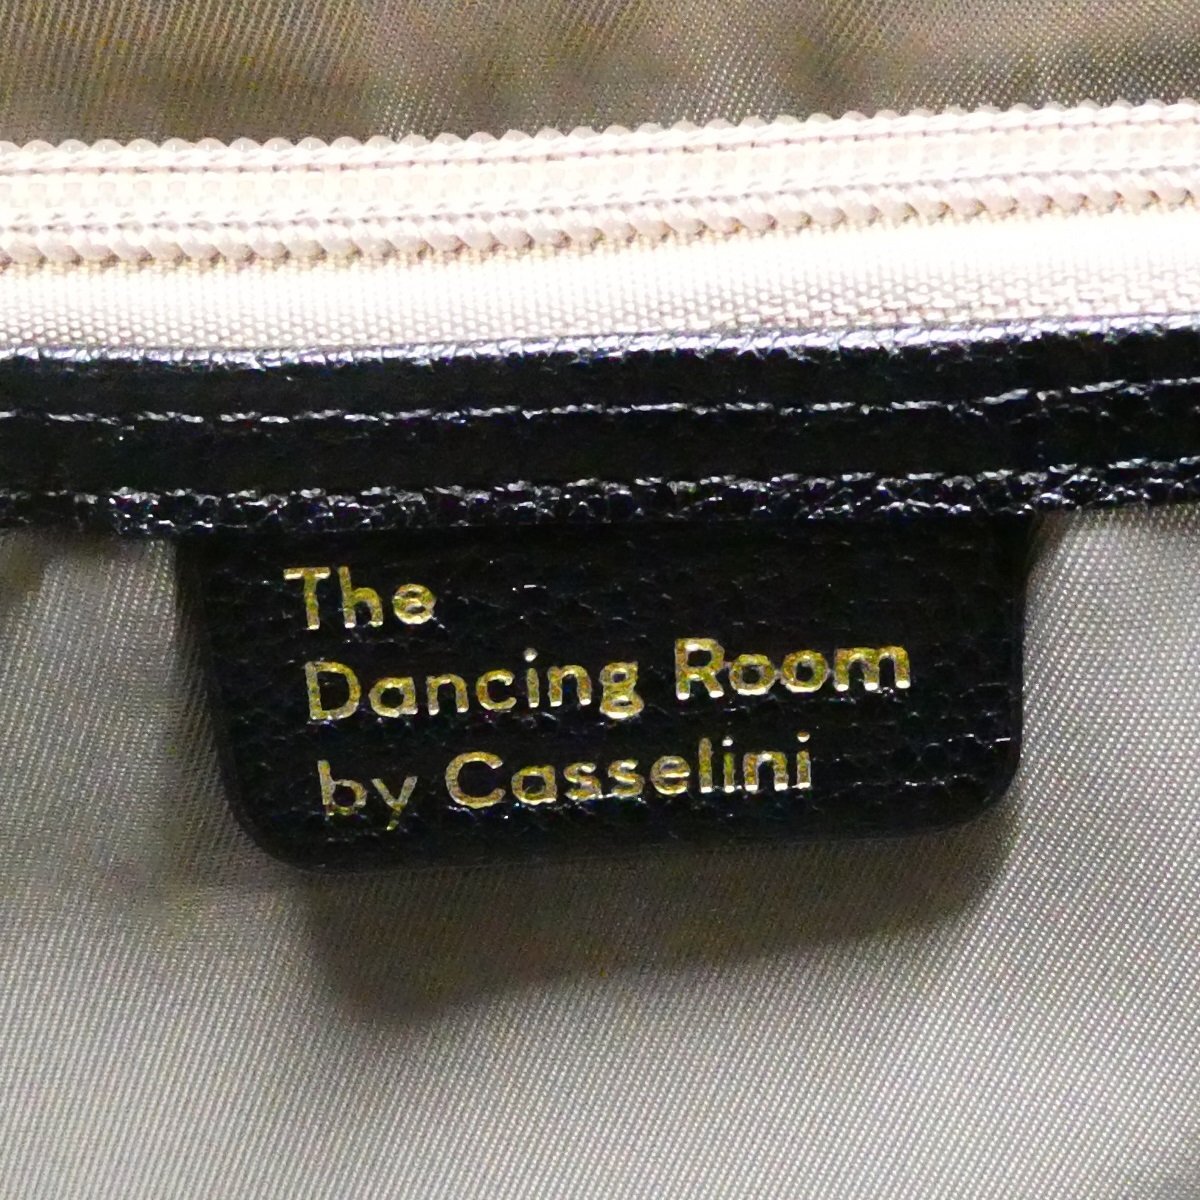 The
Dancing Room
by Casselini